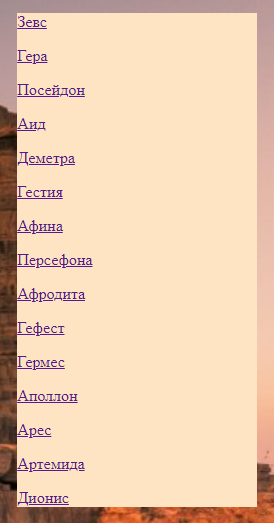 Зевс
Гера
Посейдон
Аид
Деметра
Гестия
Афина
Персефона
Афродита
Гефест
Гермес
Аполлон
Арес
Артемида
Дионис